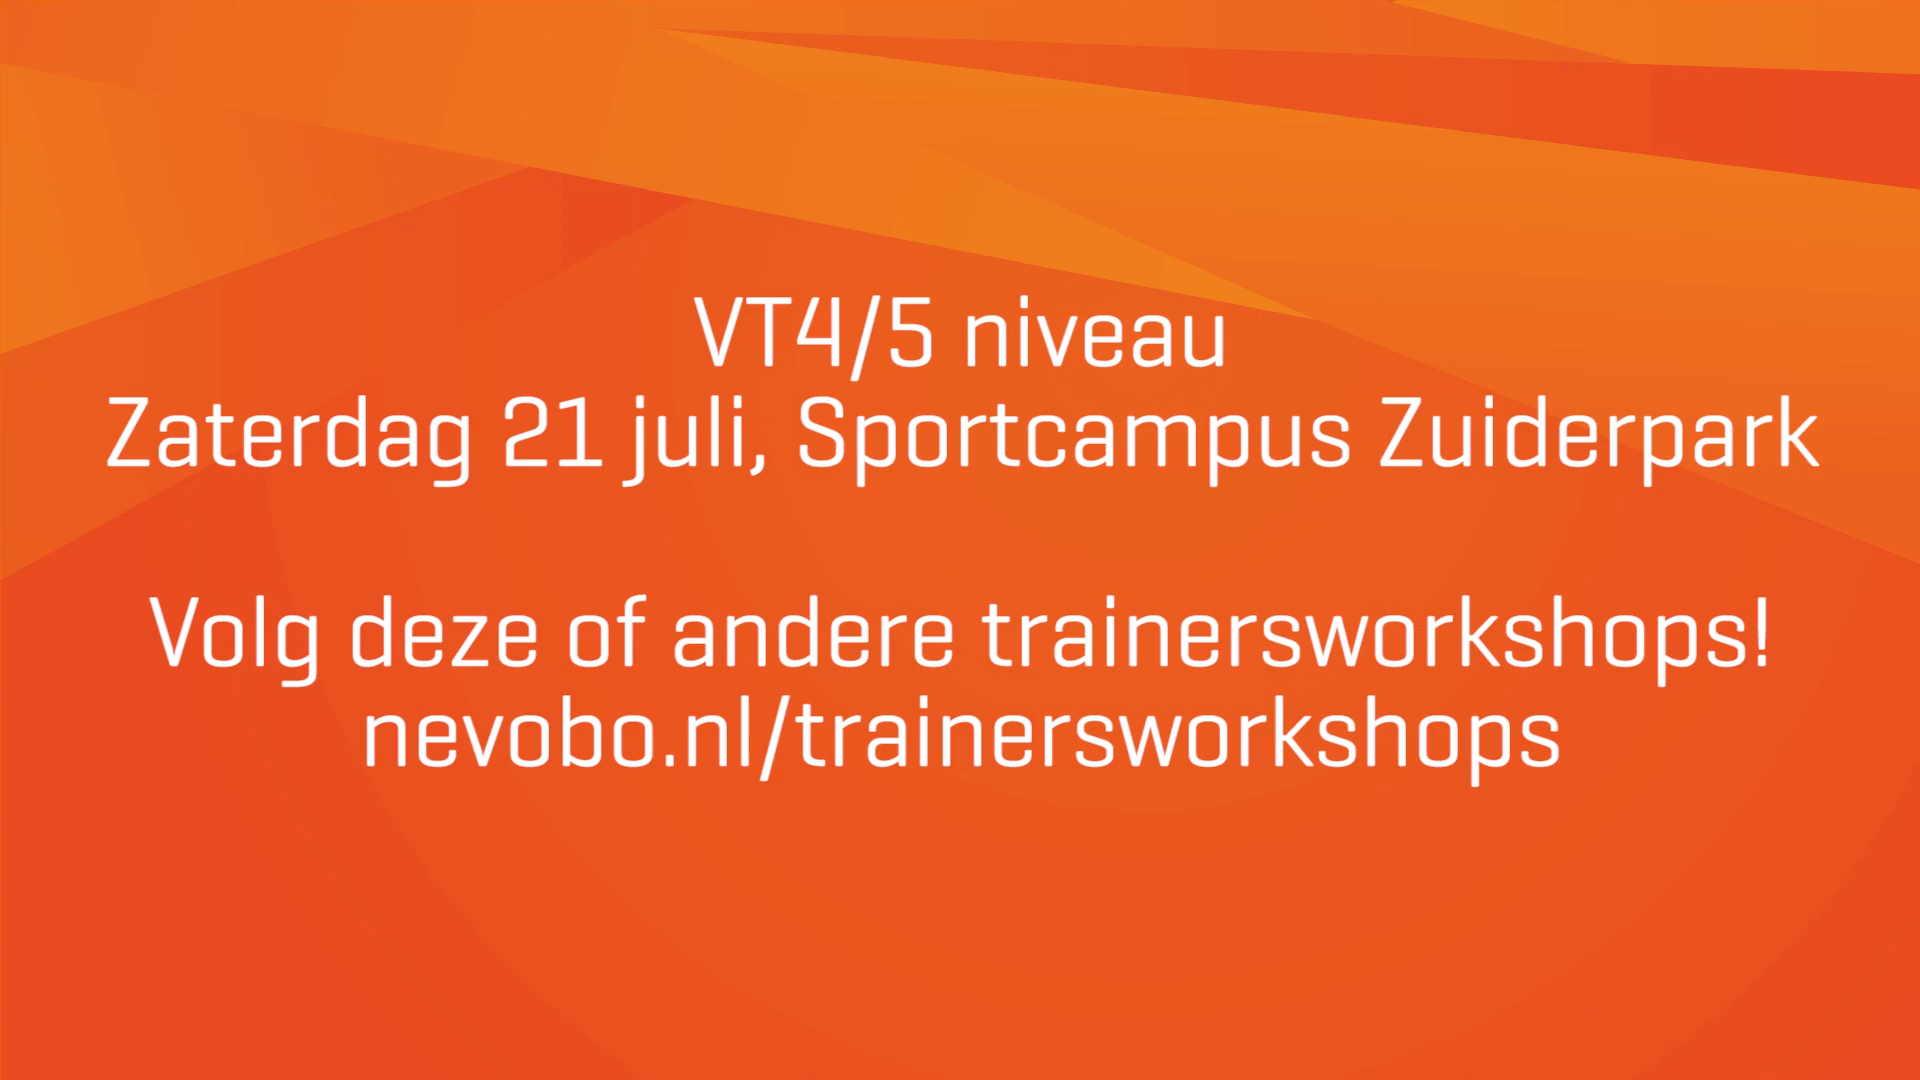 VT4/5 niveau
Zaterdag 21 juli, Sportcampus Zuiderpark
Volg deze of andere trainersworkshops!
nevobo.nl/trainersworkshops